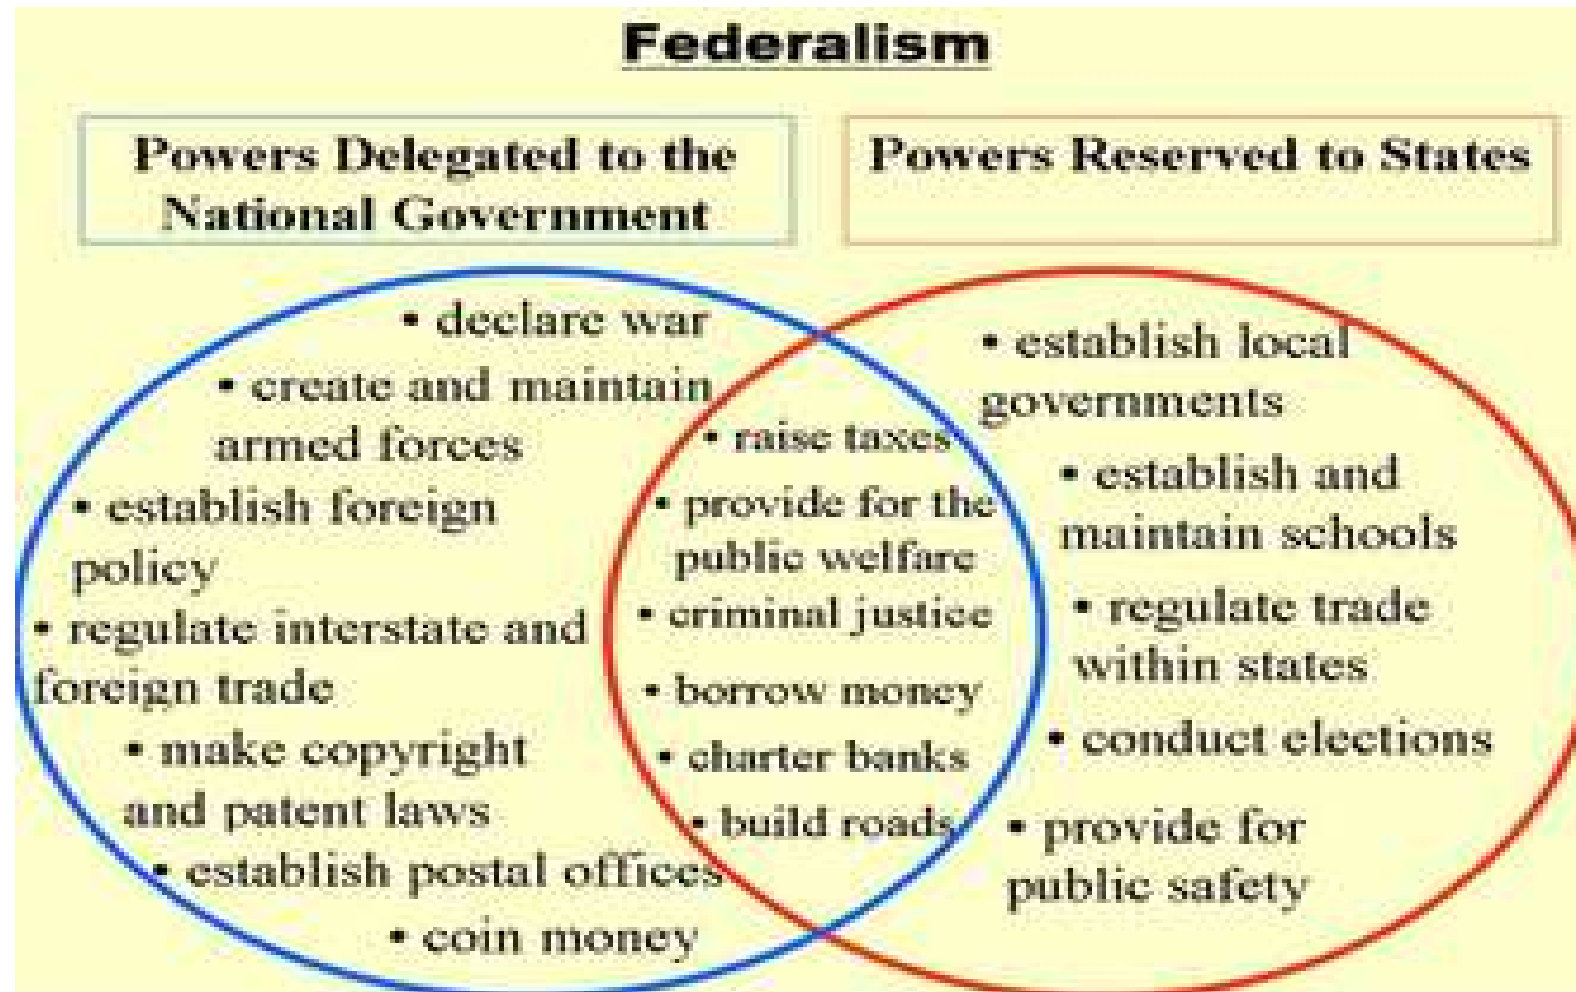 Federalism
Powers Delegated to the
National Government
Powers Reserved to States
• declare war
• create and maintain
armed forces
• establish foreign
policy
• regulate interstate and
foreign trade
• make copyright
and patent laws
• establish postal offices
• coin money
• raise taxes
• provide for the
public welfare
• criminal justice
• borrow money
• charter banks
• build roads
• establish local
governments
• establish and
maintain schools
• regulate trade
within states
• conduct elections
• provide for
public safety